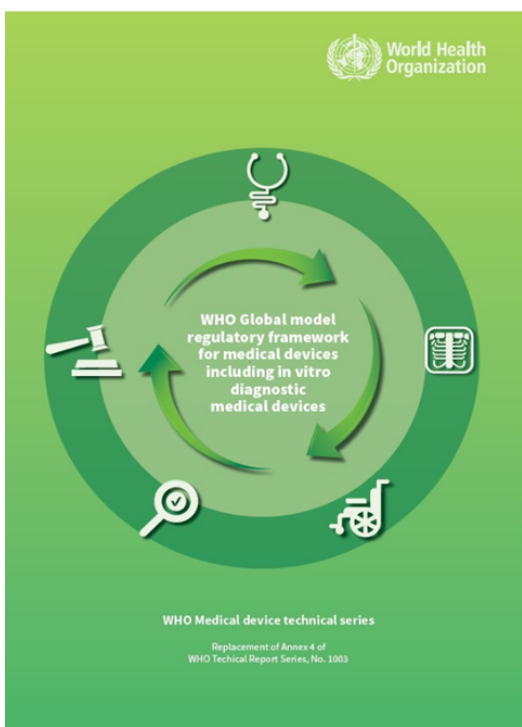 World Health
Organization
WHO Global model
regulatory framework
for medical devices
including in vitro
diagnostic
medical devices
WHO Medical device technical series
Replacement of Annex 4 of
WHO Techical Report Series, No. 1003